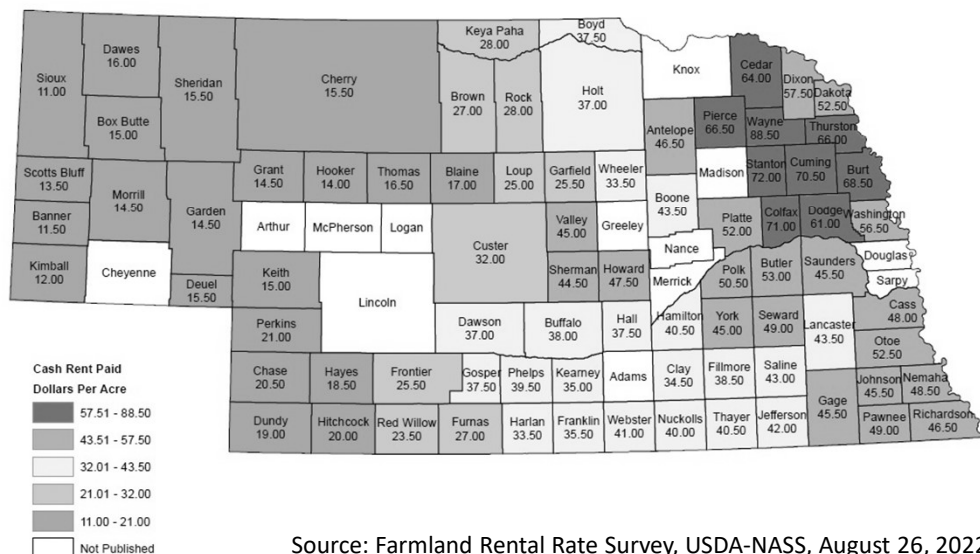 Boyd
37.50
Keya Paha
28.00
Knox
Cedar
64.00
Dixon
57.50
Dakota
52.50
Dawes
16.00
Sioux
11.00
Sheridan
15.50
Cherry
15.50
Brown
27.00
Rock
28.00
Holt
37.00
Box Butte
15.00
Antelope
46.50
Pierce
66.50
Wayne
88.50
Thurston
66.00
Scotts Bluff
13.50
Morrill
14.50
Garden
14.50
Grant
14.50
Hooker
14.00
Thomas
16.50
Blaine
17.00
Loup
25.00
Garfield
25.50
Wheeler
33.50
Madison
Stanton
72.00
Cuming
70.50
Burt
68.50
Banner
11.50
Arthur
McPherson
Logan
Custer
32.00
Valley
45.00
Greeley
Boone
43.50
Platte
52.00
Colfax
71.00
Dodge
61.00
Washington
56.50
Kimball
12.00
Cheyenne
Deuel
15.50
Keith
15.00
Lincoln
Sherman
44.50
Howard
47.50
Nance
Merrick
Polk
50.50
Butler
53.00
Saunders
45.50
Douglas
Sarpy
Perkins
21.00
Dawson
37.00
Buffalo
38.00
Hall
37.50
Hamilton
40.50
York
45.00
Seward
49.00
Lancaster
43.50
Cass
48.00
Otoe
52.50
Chase
20.50
Hayes
18.50
Frontier
25.50
Gosper
37.50
Phelps
39.50
Kearney
35.00
Adams
Clay
34.50
Fillmore
38.50
Saline
43.00
Gage
45.50
Johnson
45.50
Nemaha
48.50
Dundy
19.00
Hitchcock
20.00
Red Willow
23.50
Furnas
27.00
Harlan
33.50
Franklin
35.50
Webster
41.00
Nuckolls
40.00
Thayer
40.50
Jefferson
42.00
Pawnee
49.00
Richardson
46.50
Cash Rent Paid
Dollars Per Acre
57.51 - 88.50
43.51 - 57.50
32.01 - 43.50
21.01 - 32.00
11.00 - 21.00
Not Published
Source: Farmland Rental Rate Survey, USDA-NASS, August 26,